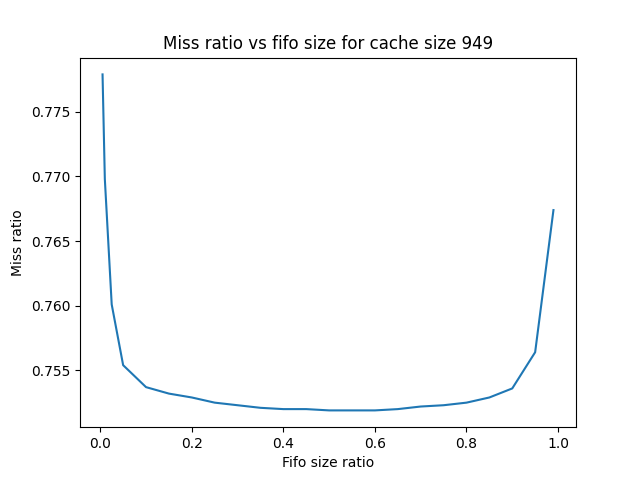 Miss ratio vs fifo size for cache size 949
0.775
0.770
0.765
0.760
0.755
Miss ratio
0.0 0.2 0.4 0.6 0.8 1.0
Fifo size ratio